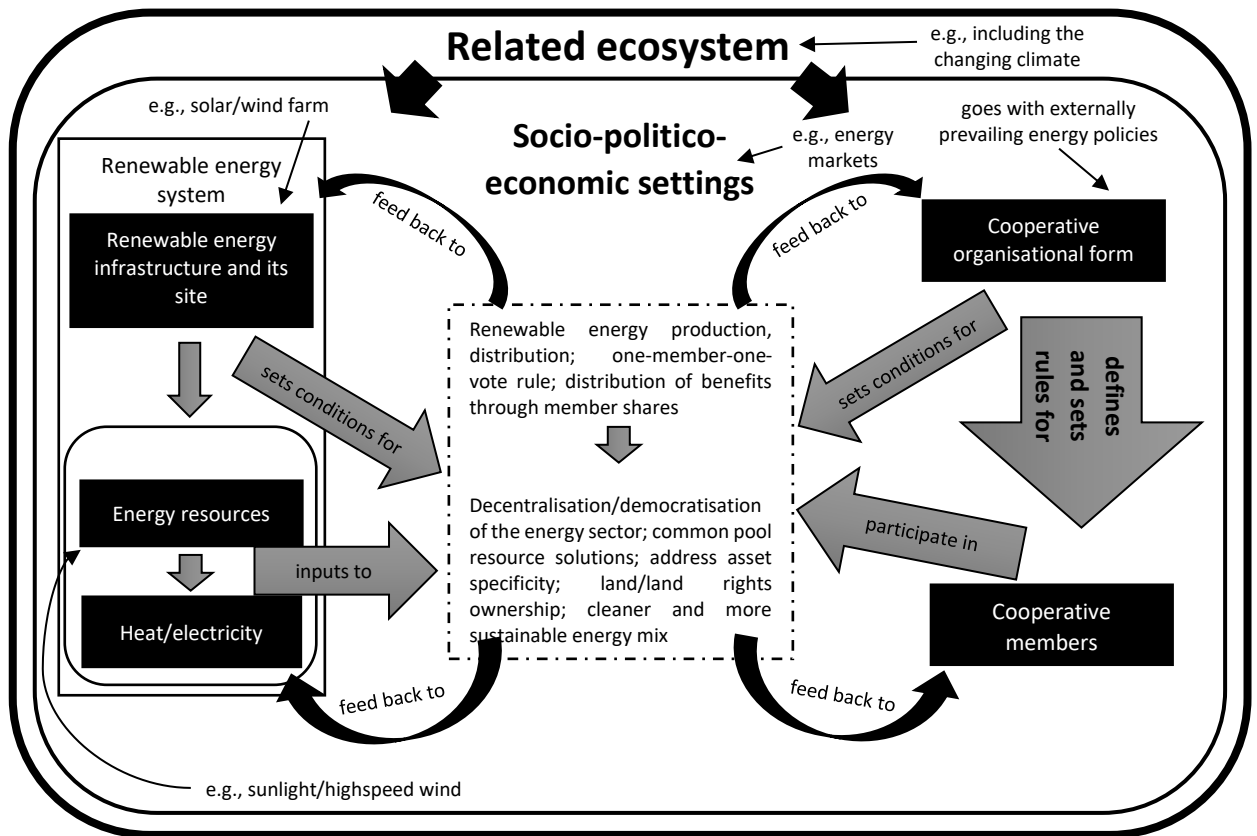 Related ecosystem
e.g., including the
changing climate
e.g., solar/wind farm
Socio-politico-
economic settings
e.g., energy
markets
goes with externally
prevailing energy policies
Renewable energy
system
Renewable energy
infrastructure and its
site
feed back to
feed back to
Cooperative
organisational form
sets conditions for
Renewable energy production,
distribution; one-member-one-
vote rule; distribution of benefits
through member shares
sets conditions for
defines
and sets
rules for
Energy resources
inputs to
Heat/electricity
Decentralisation/democratisation
of the energy sector; common pool
resource solutions; address asset
specificity; land/land rights
ownership; cleaner and more
sustainable energy mix
participate in
Cooperative
members
feed back to
feed back to
e.g., sunlight/highspeed wind